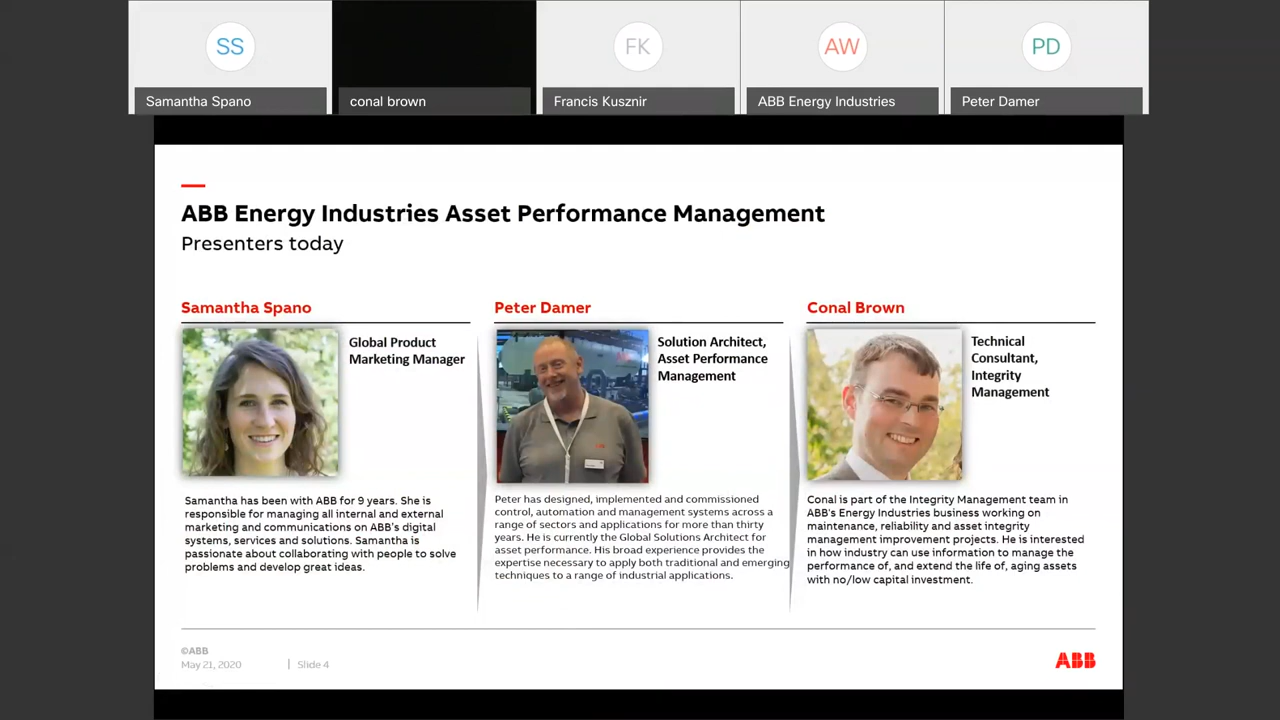 SS
FK
AW
PD
Samantha Spano
conal brown
Francis Kusznir
ABB Energy Industries
Peter Damer
ABB Energy Industries Asset Performance Management
Presenters today
Samantha Spano
Global Product
Marketing Manager
Samantha has been with ABB for 9 years. She is
responsible for managing all internal and external
marketing and communications on ABB's digital
systems, services and solutions. Samantha is
passionate about collaborating with people to solve
problems and develop great ideas.
Peter Damer
Solution Architect,
Asset Performance
Management
Peter has designed, implemented and commissioned
control, automation and management systems across a
range of sectors and applications for more than thirty
years. He is currently the Global Solutions Architect for
asset performance. His broad experience provides the
expertise necessary to apply both traditional and emerging
techniques to a range of industrial applications.
Conal Brown
Technical
Consultant,
Integrity
Management
Conal is part of the Integrity Management team in
ABB's Energy Industries business working on
maintenance, reliability and asset integrity
management improvement projects. He is interested
in how industry can use information to manage the
performance of, and extend the life of, aging assets
with no/low capital investment.
©ABB
May 21, 2020 | Slide 4
ABB